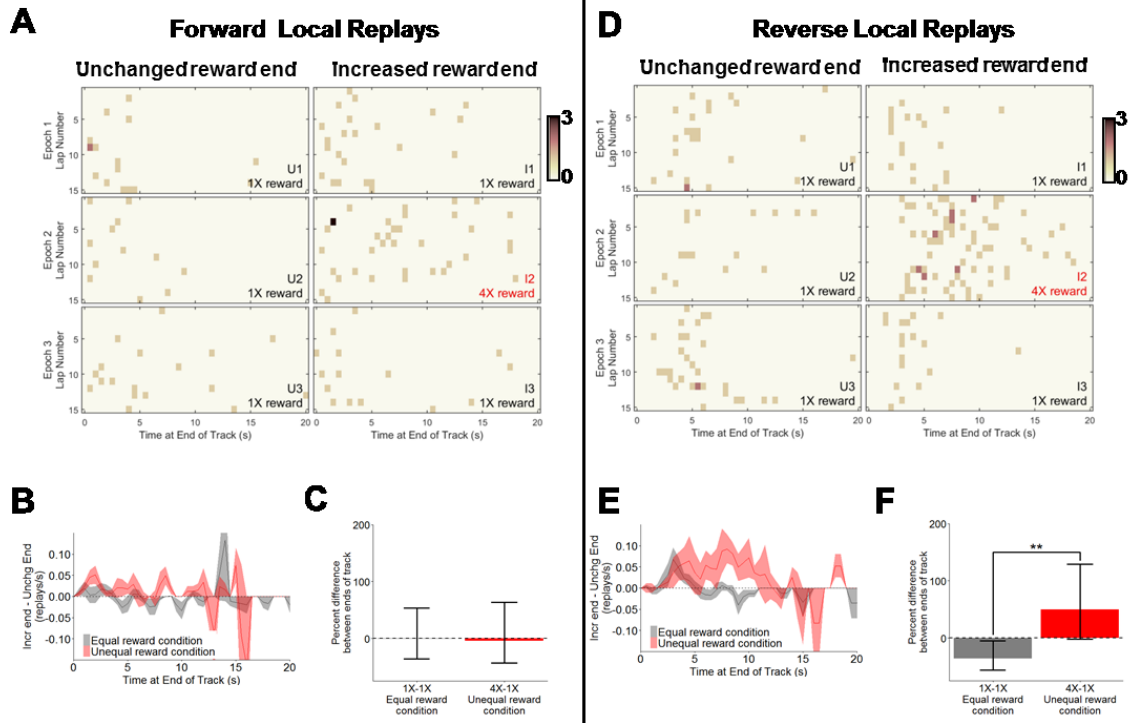 A
Forward Local Replays
Unchanged reward end
Increased reward end
3
0
Epoch 1
Lap Number
5
10
15
U1
1X reward
I1
1X reward
Epoch 2
Lap Number
5
10
15
U2
1X reward
I2
4X reward
Epoch 3
Lap Number
5
10
15
U3
1X reward
I3
1X reward
0 5 10 15 20 0 5 10 15 20
Time at End of Track (s) Time at End of Track (s)
B
Incr end - Unchg End
(replays/s)
0.10
0.05
0.00
-0.05
-0.10
Equal reward condition
Unequal reward condition
0 5 10 15 20
Time at End of Track (s)
C
Percent difference
between ends of track
200
100
0
1X-1X
Equal reward
condition
4X-1X
Unequal reward
condition
D
Reverse Local Replays
Unchanged reward end
Increased reward end
3
0
Epoch 1
Lap Number
5
10
15
U1
1X reward
I1
1X reward
Epoch 2
Lap Number
5
10
15
U2
1X reward
I2
4X reward
Epoch 3
Lap Number
5
10
15
U3
1X reward
I3
1X reward
0 5 10 15 20 0 5 10 15 20
Time at End of Track (s) Time at End of Track (s)
E
Incr end - Unchg End
(replays/s)
0.10
0.05
0.00
-0.05
-0.10
Equal reward condition
Unequal reward condition
0 5 10 15 20
Time at End of Track (s)
F
Percent difference
between ends of track
200
100
0
**
1X-1X
Equal reward
condition
4X-1X
Unequal reward
condition